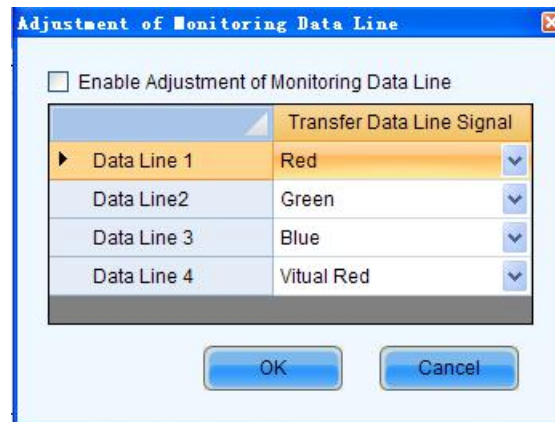 Adjustment of Monitoring Data Line
Enable Adjustment of Monitoring Data Line
Transfer Data Line Signal
Data Line 1 Red
Data Line2 Green
Data Line 3 Blue
Data Line 4 Vitual Red
OK Cancel